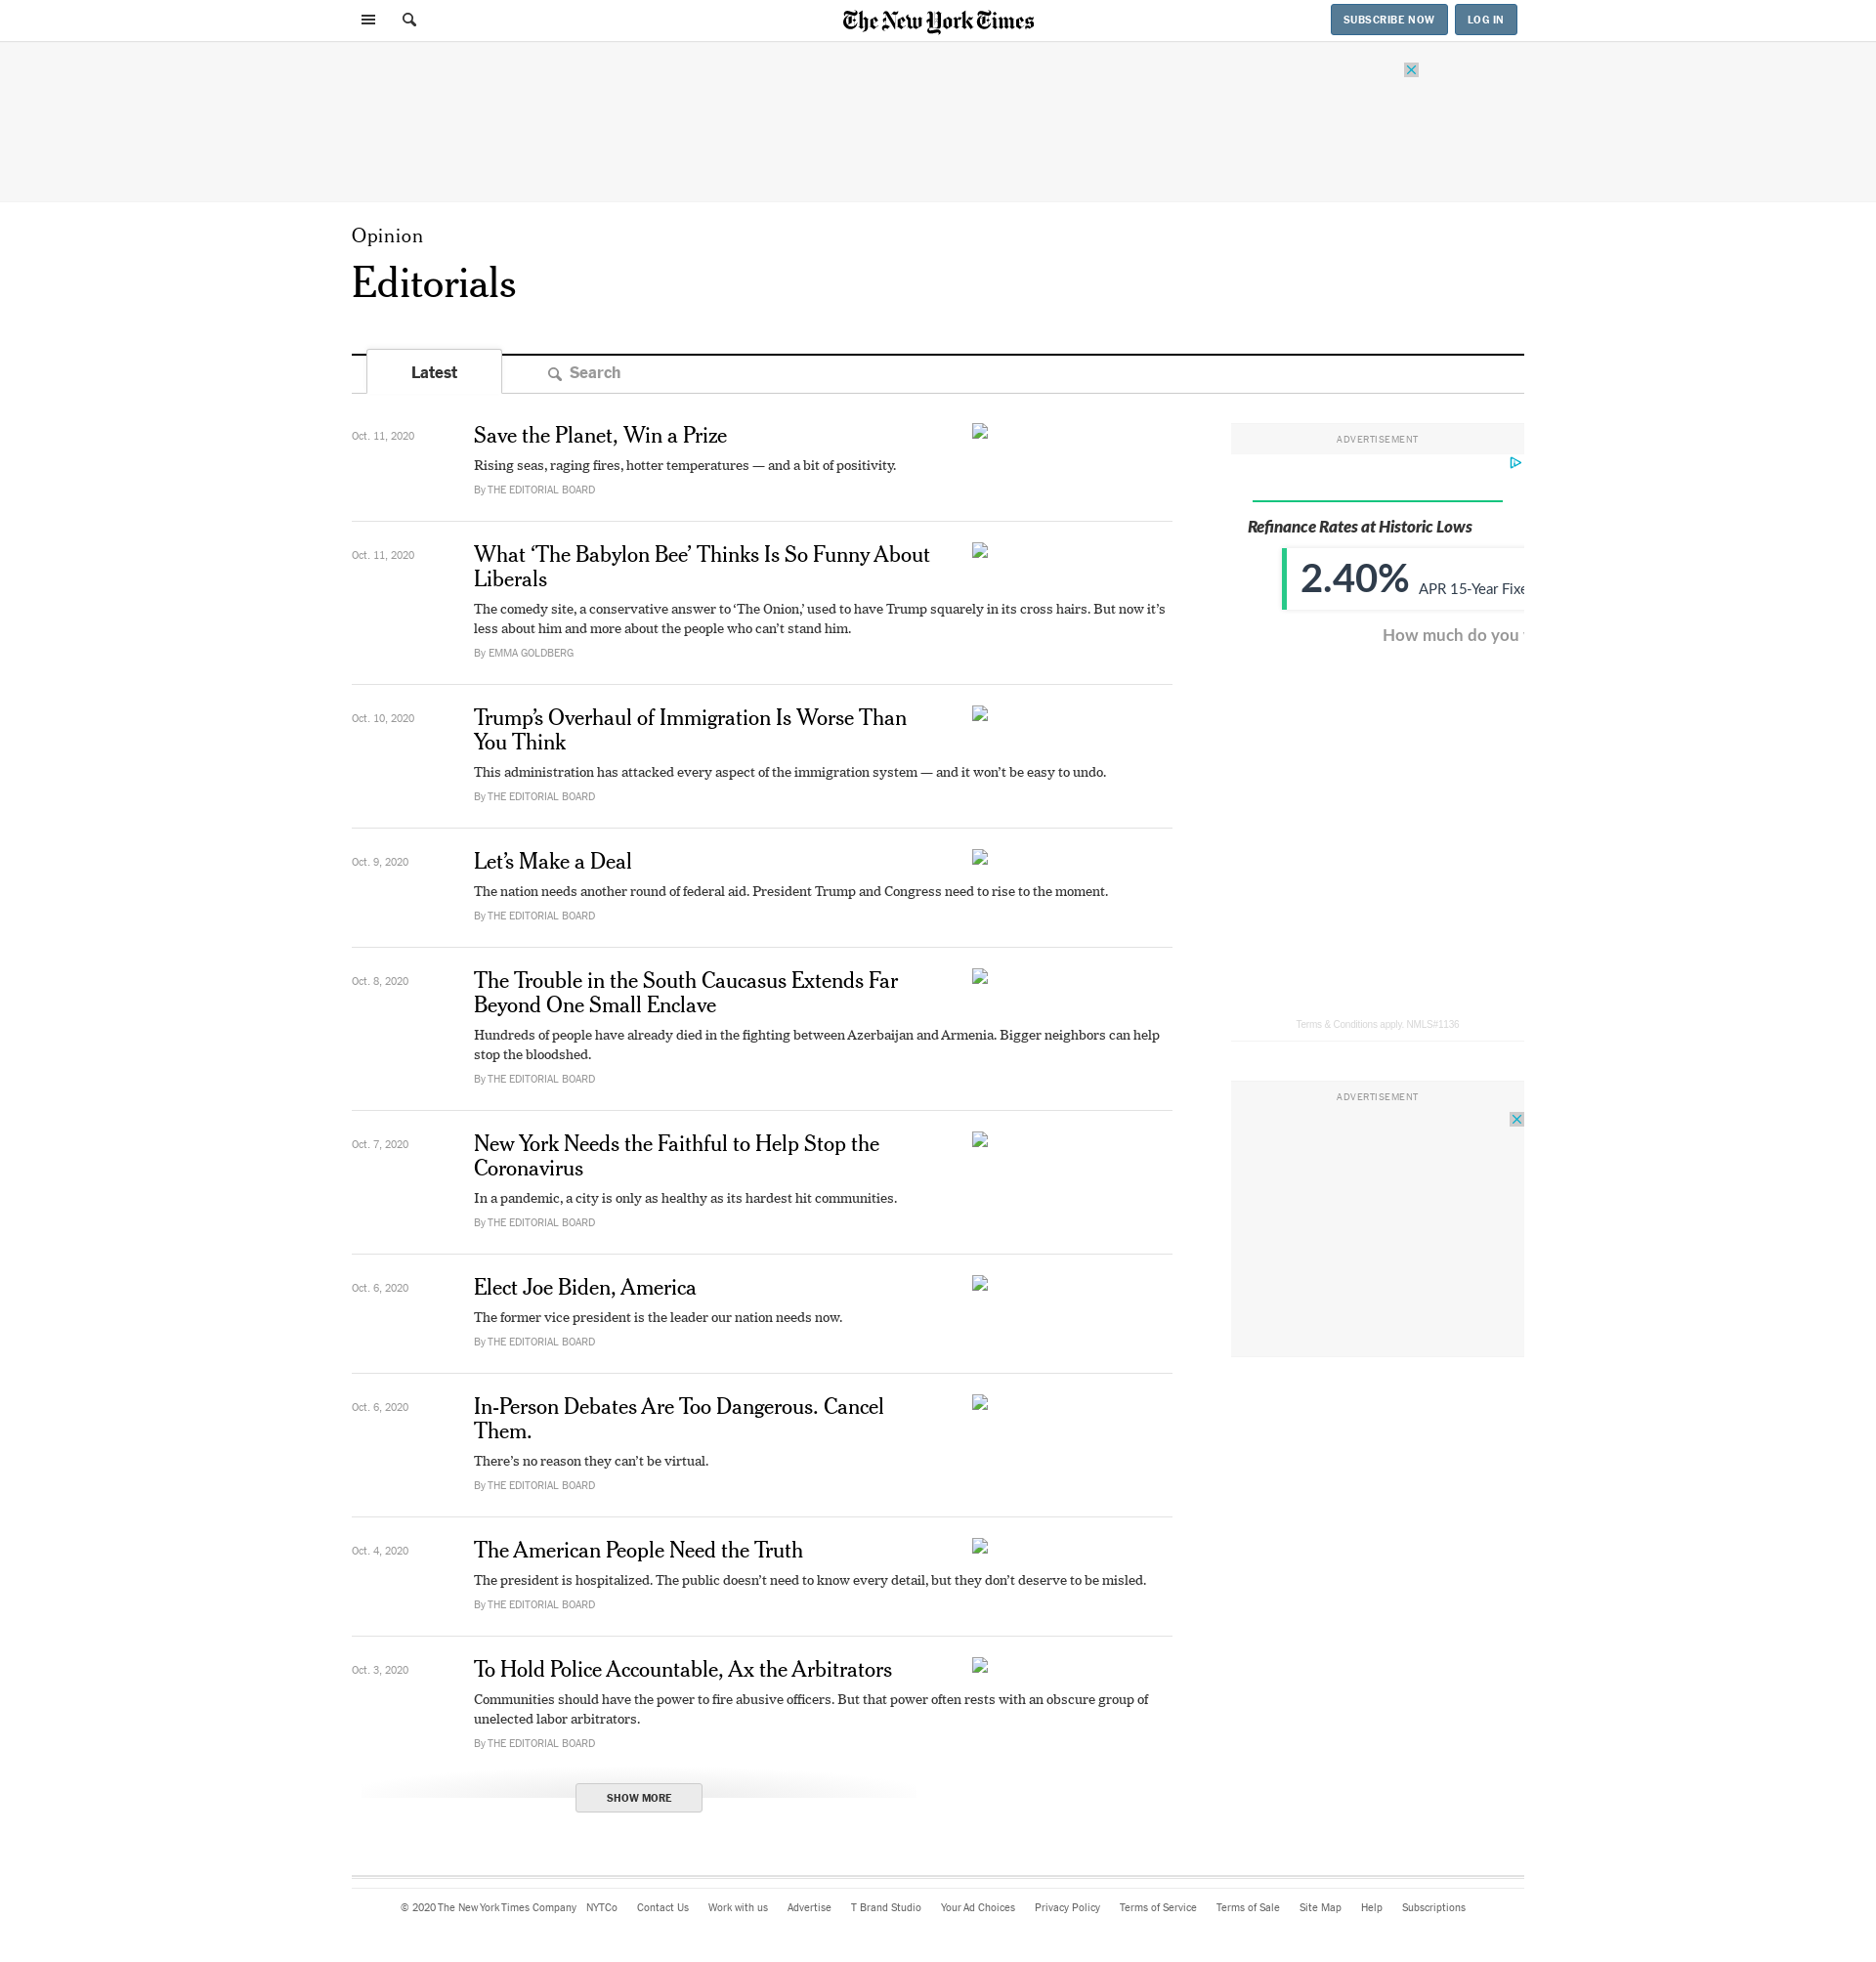 The New York Times
SUBSCRIBE NOW
LOG IN
Opinion
Editorials
Latest
Search
Oct. 11, 2020
Save the Planet, Win a Prize
Rising seas, raging fires, hotter temperatures — and a bit of positivity.
By THE EDITORIAL BOARD
Oct. 11, 2020
What ‘The Babylon Bee’ Thinks Is So Funny About
Liberals
The comedy site, a conservative answer to ‘The Onion,’ used to have Trump squarely in its cross hairs. But now it’s
less about him and more about the people who can’t stand him.
By EMMA GOLDBERG
Oct. 10, 2020
Trump’s Overhaul of Immigration Is Worse Than
You Think
This administration has attacked every aspect of the immigration system — and it won’t be easy to undo.
By THE EDITORIAL BOARD
Oct. 9, 2020
Let’s Make a Deal
The nation needs another round of federal aid. President Trump and Congress need to rise to the moment.
By THE EDITORIAL BOARD
Oct. 8, 2020
The Trouble in the South Caucasus Extends Far
Beyond One Small Enclave
Hundreds of people have already died in the fighting between Azerbaijan and Armenia. Bigger neighbors can help
stop the bloodshed.
By THE EDITORIAL BOARD
Oct. 7, 2020
New York Needs the Faithful to Help Stop the
Coronavirus
In a pandemic, a city is only as healthy as its hardest hit communities.
By THE EDITORIAL BOARD
Oct. 6, 2020
Elect Joe Biden, America
The former vice president is the leader our nation needs now.
By THE EDITORIAL BOARD
Oct. 6, 2020
In-Person Debates Are Too Dangerous. Cancel
Them.
There’s no reason they can’t be virtual.
By THE EDITORIAL BOARD
Oct. 4, 2020
The American People Need the Truth
The president is hospitalized. The public doesn’t need to know every detail, but they don’t deserve to be misled.
By THE EDITORIAL BOARD
Oct. 3, 2020
To Hold Police Accountable, Ax the Arbitrators
Communities should have the power to fire abusive officers. But that power often rests with an obscure group of
unelected labor arbitrators.
By THE EDITORIAL BOARD
SHOW MORE
ADVERTISEMENT
Refinance Rates at Historic Lows
2.40% APR 15-Year Fixe
How much do you
Terms & Conditions apply. NMLS#1136
ADVERTISEMENT
© 2020 The New York Times Company NYTCo Contact Us Work with us Advertise T Brand Studio Your Ad Choices Privacy Policy Terms of Service Terms of Sale Site Map Help Subscriptions